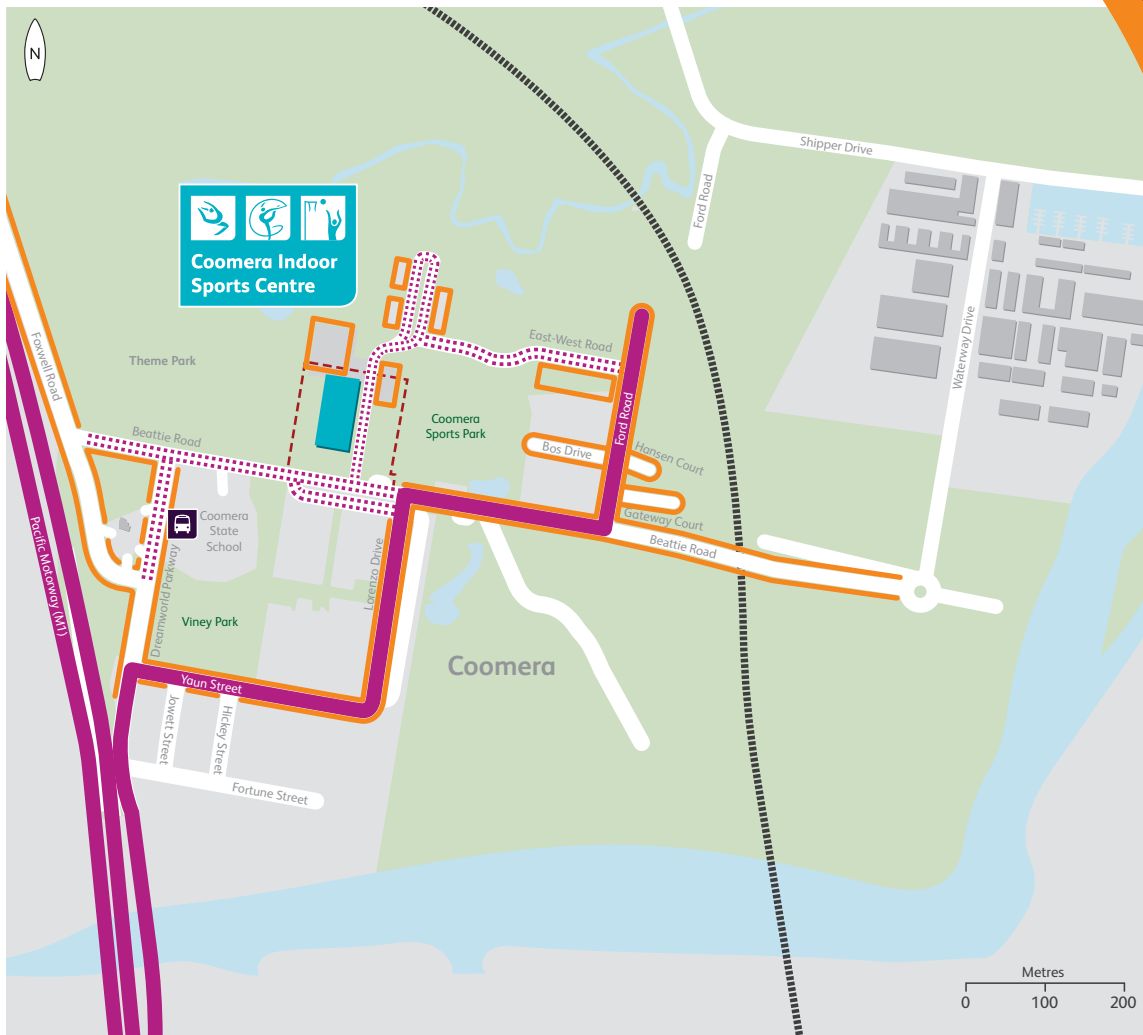 N
Shipper Drive
Ford Road
Coomera Indoor
Sports Centre
Waterway Drive
Foxwell Road
Theme Park
East-West Road
Ford Road
Coomera
Sports Park
Beattie Road
Bos Drive
Hansen Court
Coomera
State
School
Gateway Court
Beattie Road
Pacific Motorway (M1)
Dreamworld Parkway
Lorenzo Drive
Viney Park
Coomera
Yaun Street
Jowett Street
Hickey Street
Fortune Street
Metres
0 100 200